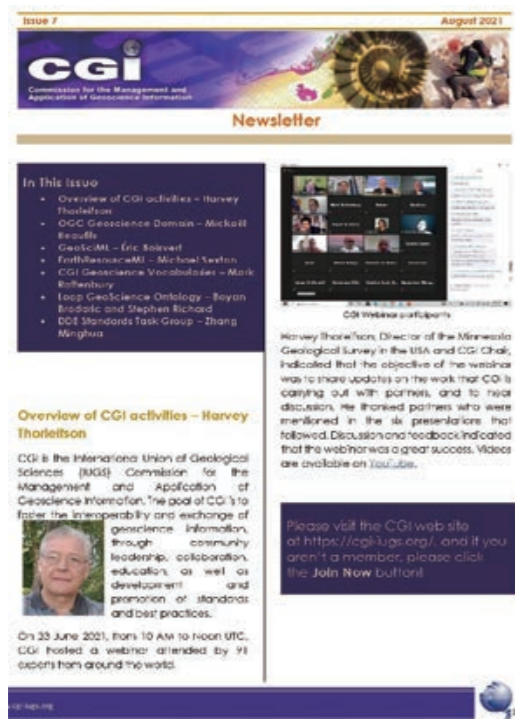 Issue 7
August 2021
CGI
Commission for the Management and
Application of Geoscience Information
Newsletter
In This Issue
• Overview of CGI activities – Harvey
Thorleifson
• OGC Geoscience Domain – Mickaël
Beaufils
• GeoSciML – Éric Boisvert
• EarthResourceML – Michael Sexton
• CGI Geoscience Vocabularies – Mark
Rattenbury
• Loop GeoScience Ontology – Boyan
Brodaric and Stephen Richard
• DDE Standards Task Group – Zhang
Minghua
Overview of CGI activities – Harvey
Thorleifson
CGI is the International Union of Geological
Sciences (IUGS) Commission for the
Management and Application of
Geoscience Information. The goal of CGI is to
foster the interoperability and exchange of
geoscience information,
through community
leadership, collaboration,
education, as well as
development and
promotion of standards
and best practices.
On 23 June 2021, from 10 AM to Noon UTC,
CGI hosted a webinar attended by 91
experts from around the world.
CGI Webinar participants
Harvey Thorleifson, Director of the Minnesota
Geological Survey in the USA and CGI Chair,
indicated that the objective of the webinar
was to share updates on the work that CGI is
carrying out with partners, and to hear
discussion. He thanked partners who were
mentioned in the six presentations that
followed. Discussion and feedback indicated
that the webinar was a great success. Videos
are available on YouTube.
Please visit the CGI web site
at https://cgi-iugs.org/, and if you
aren't a member, please click
the Join Now button!